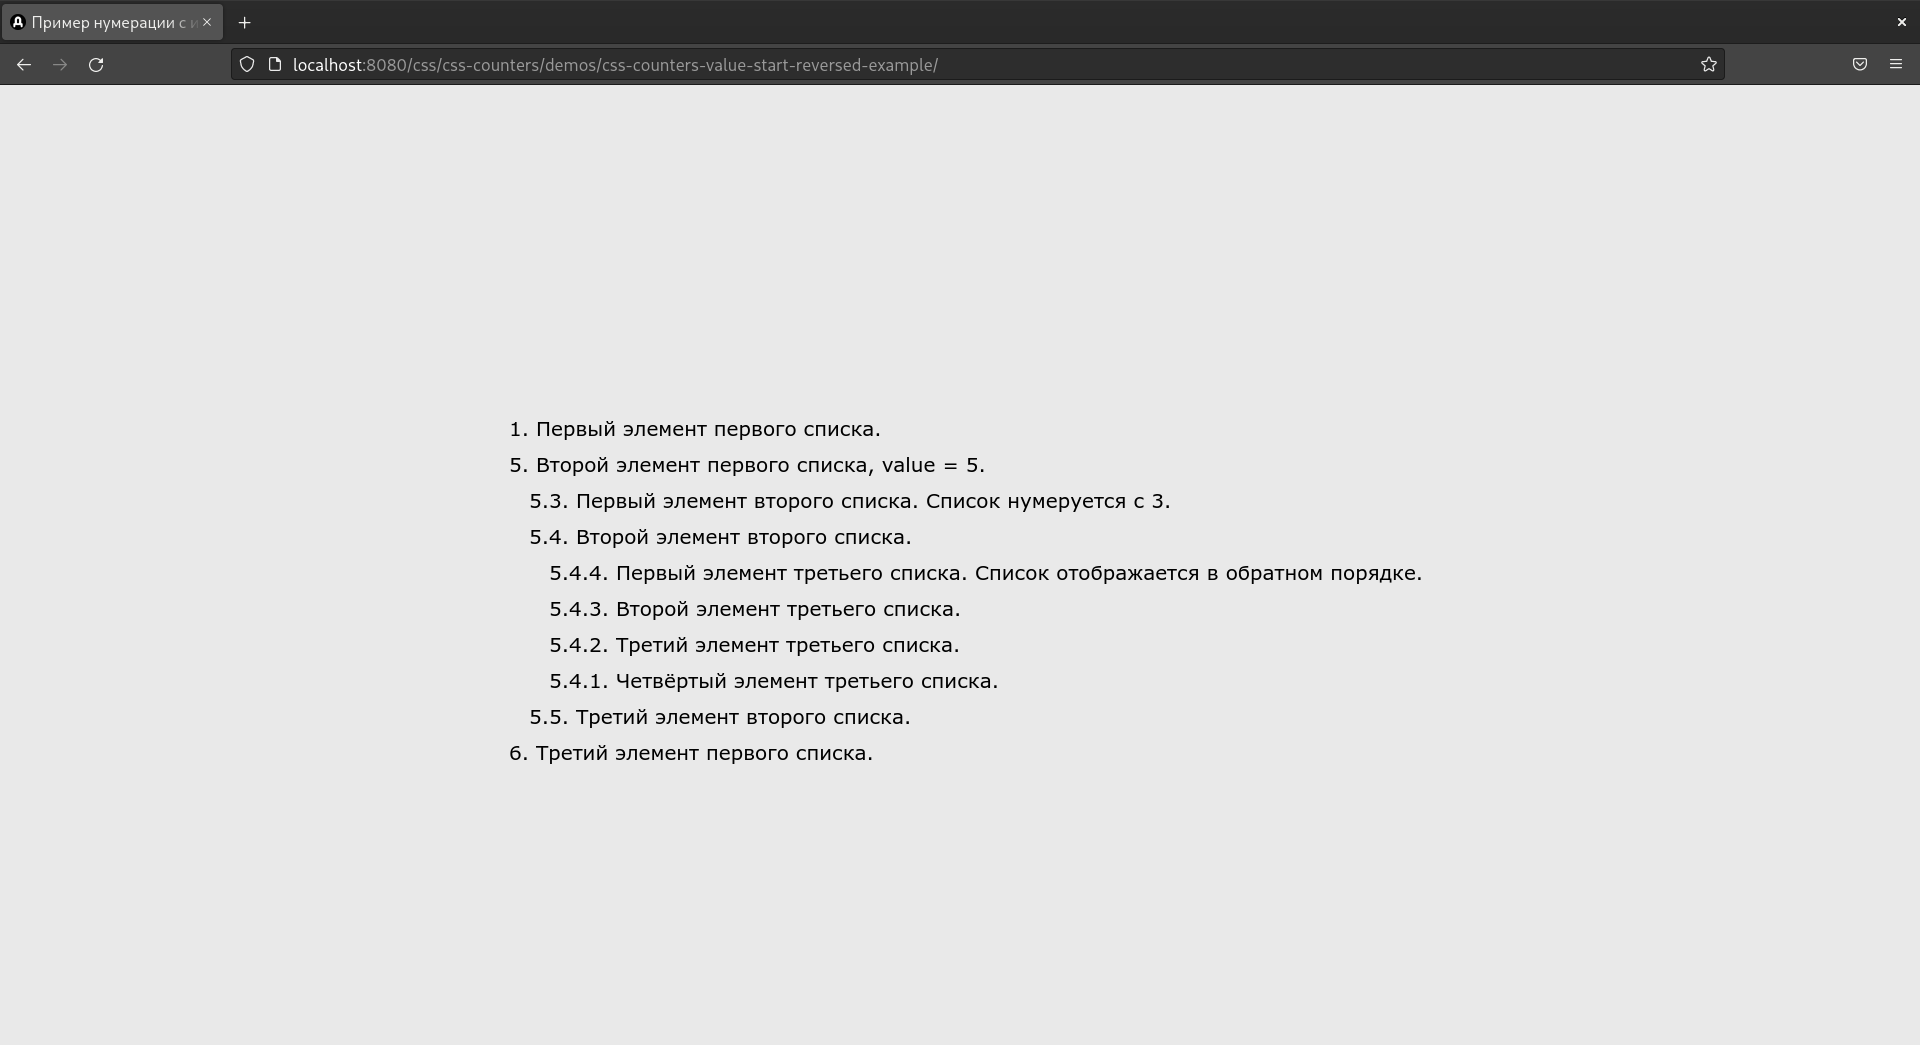 Пример нумерации с и
localhost:8080/css/css-counters/demos/css-counters-value-start-reversed-example/
1. Первый элемент первого списка.
5. Второй элемент первого списка, value = 5.
5.3. Первый элемент второго списка. Список нумеруется с 3.
5.4. Второй элемент второго списка.
5.4.4. Первый элемент третьего списка. Список отображается в обратном порядке.
5.4.3. Второй элемент третьего списка.
5.4.2. Третий элемент третьего списка.
5.4.1. Четвёртый элемент третьего списка.
5.5. Третий элемент второго списка.
6. Третий элемент первого списка.